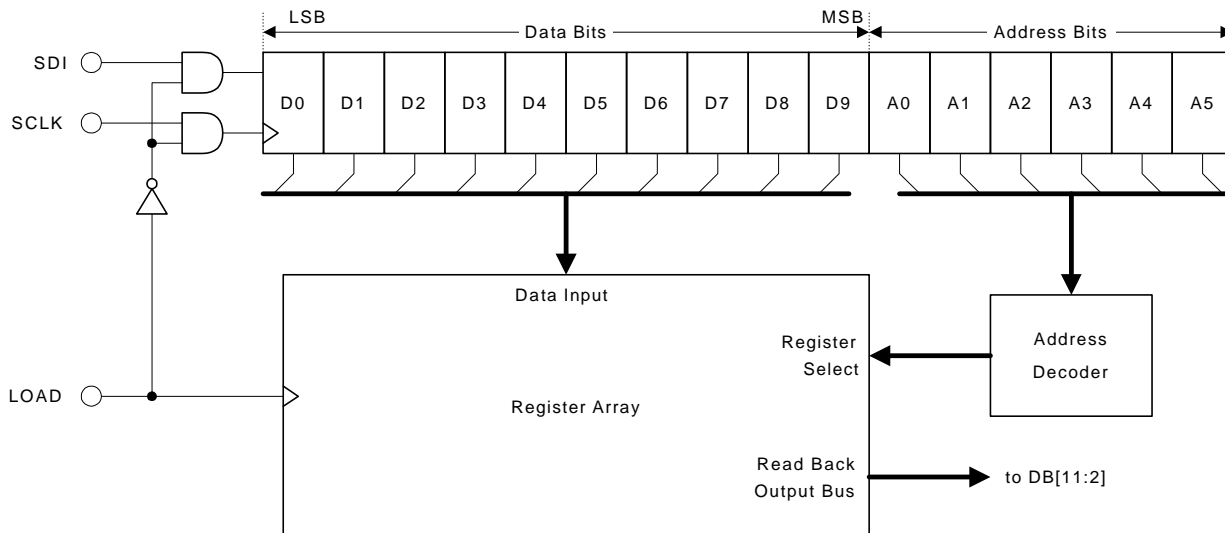 LSB
MSB
Data Bits
Address Bits
SDI
D0 D1 D2 D3 D4 D5 D6 D7 D8 D9 A0 A1 A2 A3 A4 A5
SCLK
Data Input
Register
Select
Address
Decoder
LOAD
Register Array
Read Back
Output Bus
to DB[11:2]